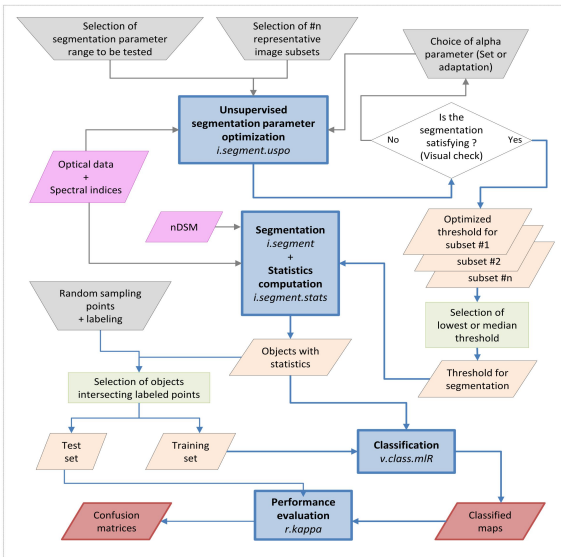 Selection of
segmentation parameter
range to be tested
Selection of #n
representative
image subsets
Choice of alpha
parameter (Set or
adaptation)
Unsupervised
segmentation parameter
optimization
i.segment.uspo
Is the
segmentation
satisfying ?
(Visual check)
No
Yes
Optical data
+
Spectral indices
nDSM
Segmentation
i.segment
+
Statistics
computation
i.segment.stats
Optimized
threshold for
subset #1
subset #2
subset #n
Random sampling
points
+ labeling
Selection of
lowest or median
threshold
Objects with
statistics
Threshold for
segmentation
Selection of objects
intersecting labeled points
Test
set
Training
set
Classification
v.class.mlR
Confusion
matrices
Performance
evaluation
r.kappa
Classified
maps